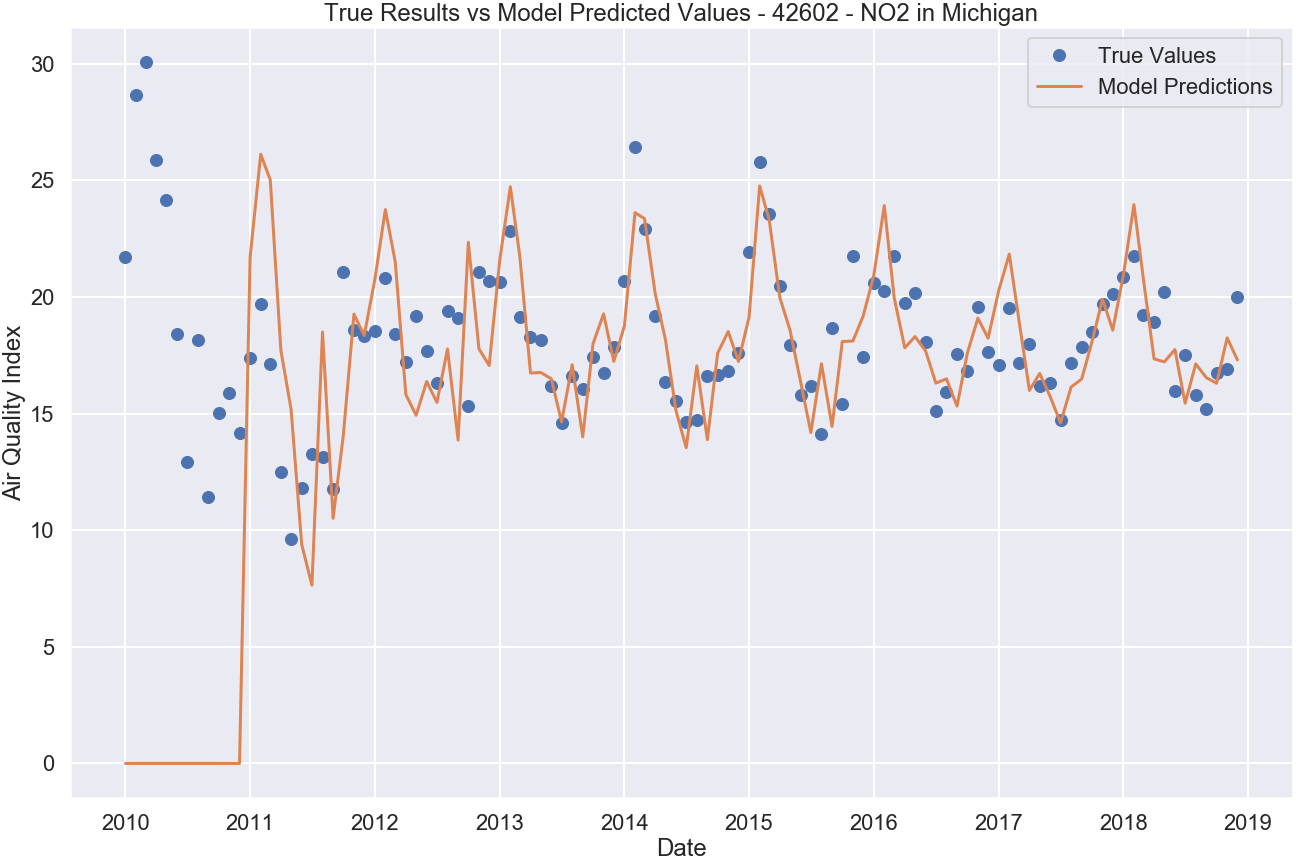 True Results vs Model Predicted Values - 42602 - NO2 in Michigan
True Values
Model Predictions
Air Quality Index
30
25
20
15
10
5
0
2010 2011 2012 2013 2014 2015 2016 2017 2018 2019
Date